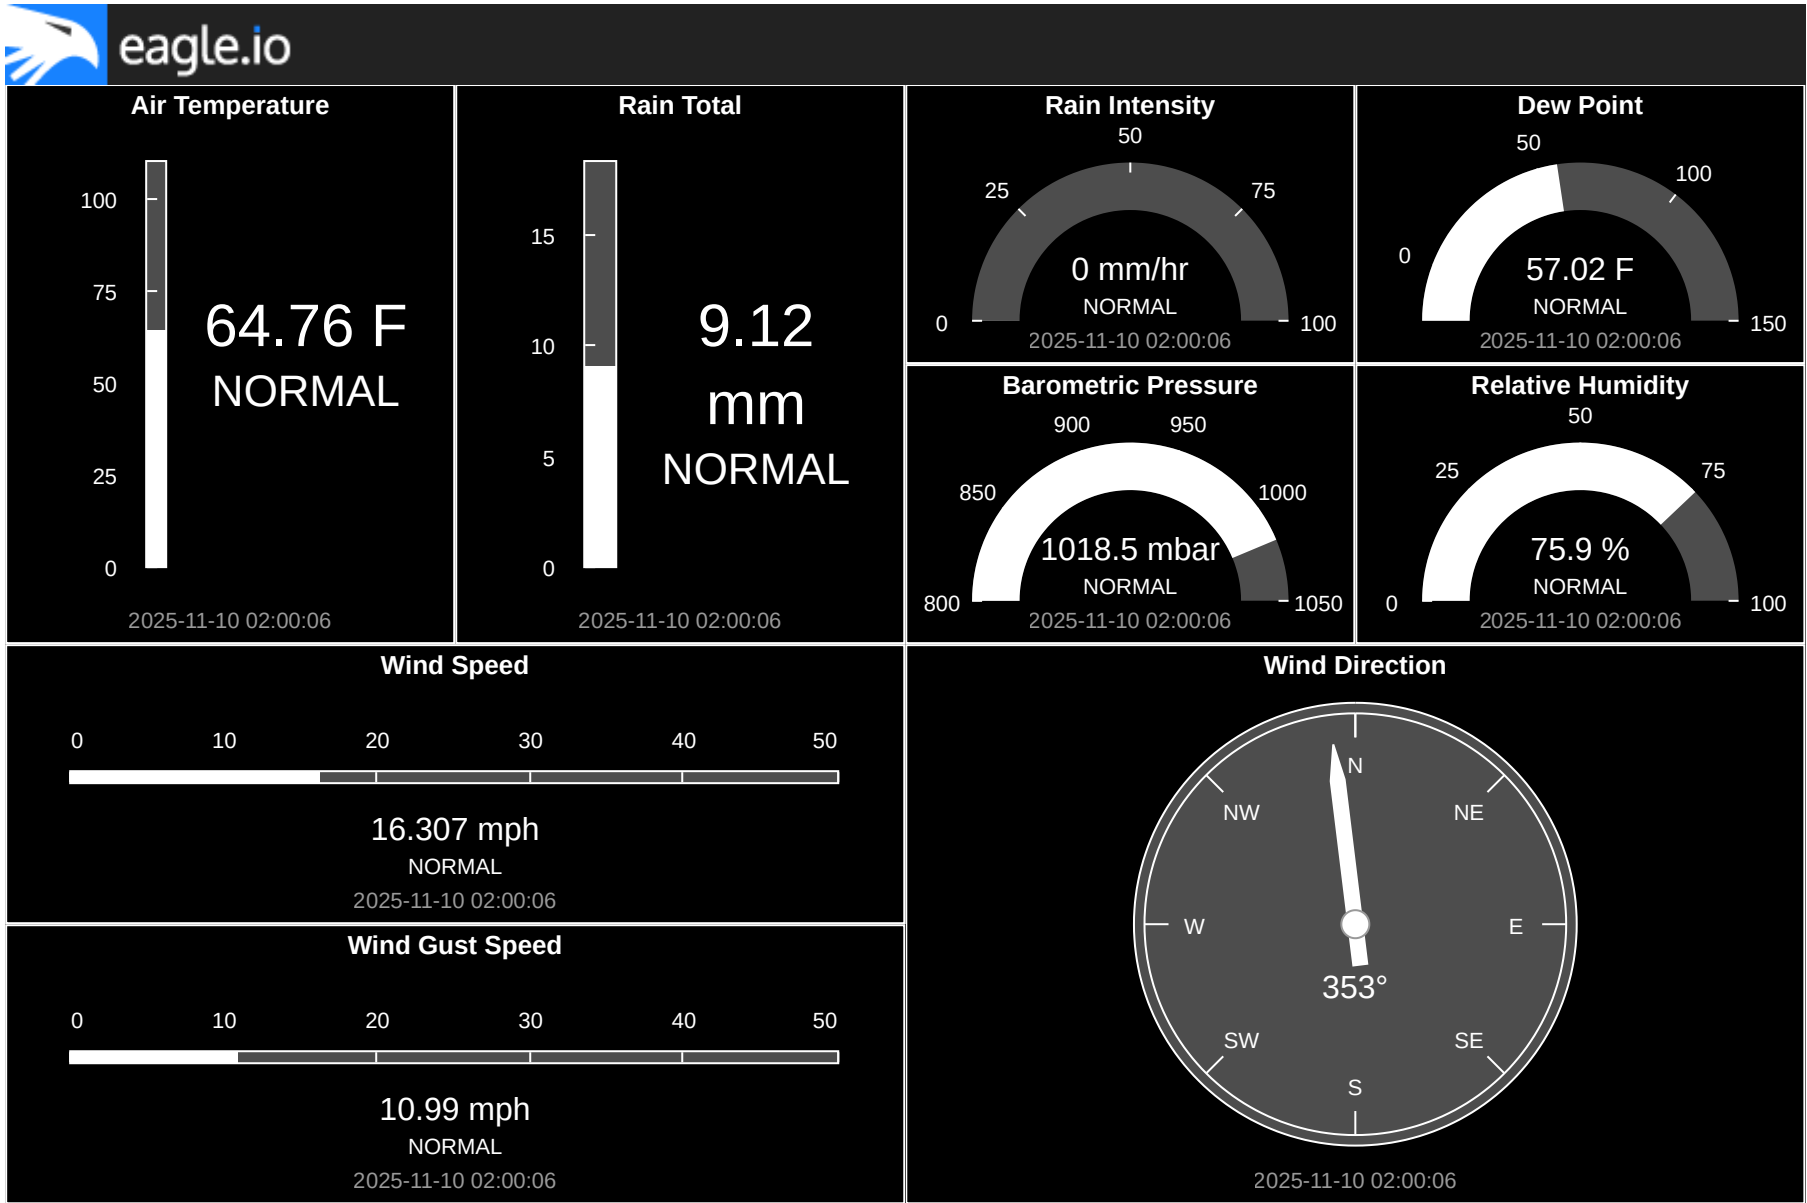 eagle.io
Air Temperature
100
75
50
25
0
64.76 F
NORMAL
2025-11-10 02:00:06
Rain Total
15
10
5
0
9.12
mm
NORMAL
2025-11-10 02:00:06
Rain Intensity
0
25
50
75
100
0 mm/hr
NORMAL
2025-11-10 02:00:06
Dew Point
0
50
100
150
57.02 F
NORMAL
2025-11-10 02:00:06
Barometric Pressure
800
850
900
950
1000
1050
1018.5 mbar
NORMAL
2025-11-10 02:00:06
Relative Humidity
0
25
50
75
100
75.9 %
NORMAL
2025-11-10 02:00:06
Wind Speed
0 10 20 30 40 50
16.307 mph
NORMAL
2025-11-10 02:00:06
Wind Gust Speed
0 10 20 30 40 50
10.99 mph
NORMAL
2025-11-10 02:00:06
Wind Direction
N
NW NE
W E
353°
SW SE
S
2025-11-10 02:00:06